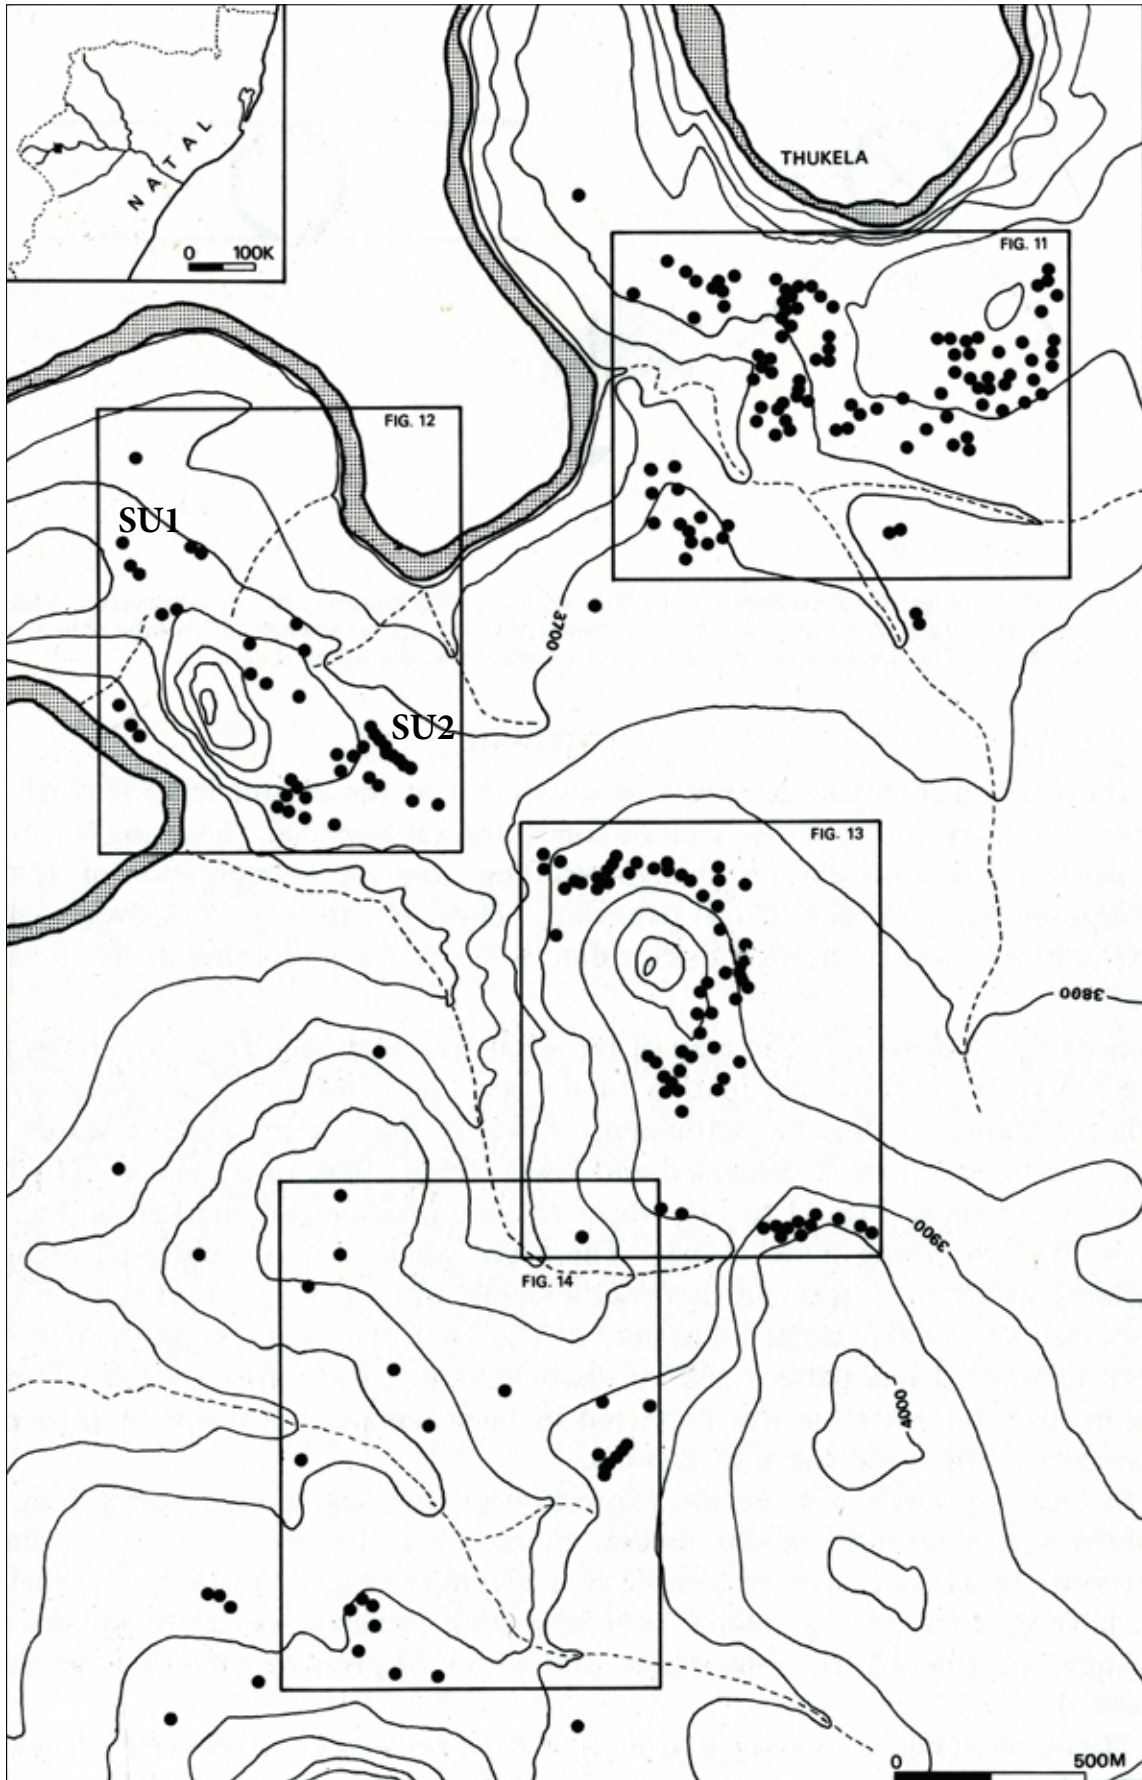 NATAL
0 100K
THUKELA
FIG. 11
FIG. 12
SU1
3700
SU2
FIG. 13
3800
3900
FIG. 14
4000
0 500M